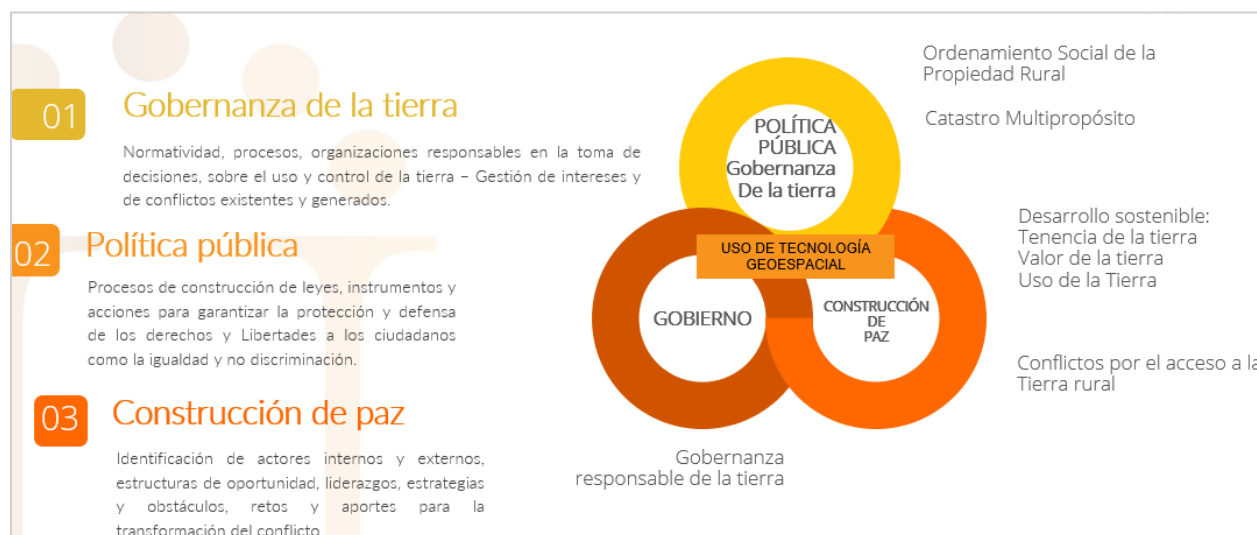 01
Gobernanza de la tierra
Normatividad, procesos, organizaciones responsables en la toma de
decisiones, sobre el uso y control de la tierra – Gestión de intereses y
de conflictos existentes y generados.
02
Política pública
Procesos de construcción de leyes, instrumentos y
acciones para garantizar la protección y defensa
de los derechos y Libertades a los ciudadanos
como la igualdad y no discriminación.
03
Construcción de paz
Identificación de actores internos y externos,
estructuras de oportunidad, liderazgos, estrategias
y obstáculos, retos y aportes para la
transformación del conflicto
POLÍTICA
PÚBLICA
Gobernanza
De la tierra
USO DE TECNOLOGÍA
GEOESPACIAL
GOBIERNO
CONSTRUCCIÓN
DE
PAZ
Ordenamiento Social de la
Propiedad Rural
Catastro Multipropósito
Desarrollo sostenible:
Tenencia de la tierra
Valor de la tierra
Uso de la Tierra
Conflictos por el acceso a la
Tierra rural
Gobernanza
responsable de la tierra